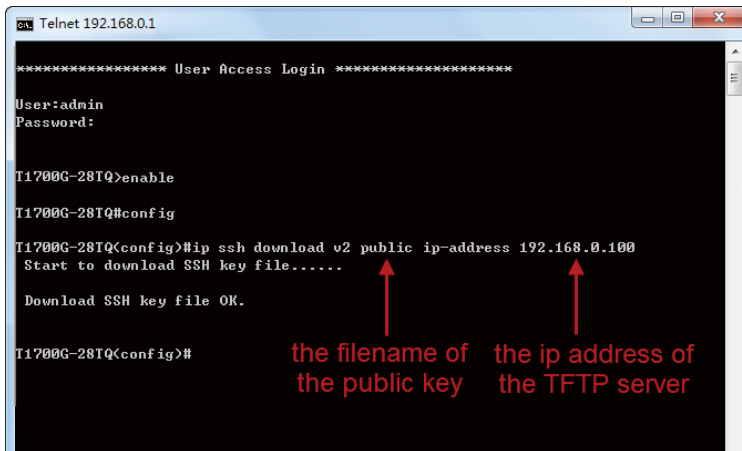 Telnet 192.168.0.1
***************** User Access Login ********************
User:admin
Password:
T1700G-28TQ>enable
T1700G-28TQ#config
T1700G-28TQ(config)#ip ssh download v2 public ip-address 192.168.0.100
Start to download SSH key file......
Download SSH key file OK.
T1700G-28TQ(config)#
the filename of
the public key
the ip address of
the TFTP server